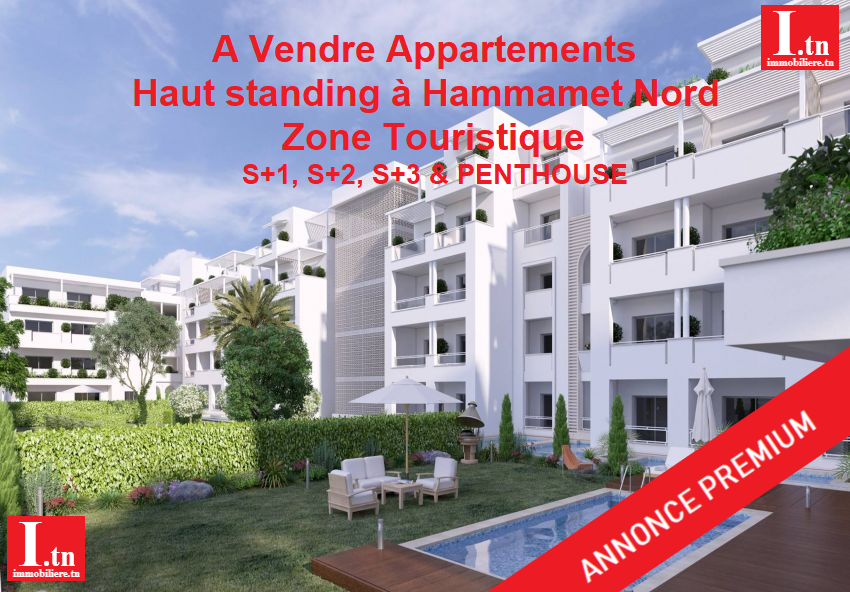 A Vendre Appartements
Haut standing à Hammamet Nord
Zone Touristique
S+1, S+2, S+3 & PENTHOUSE
I.tn
immobiliere.tn
ANNONCE PREMIUM
I.tn
immobiliere.tn